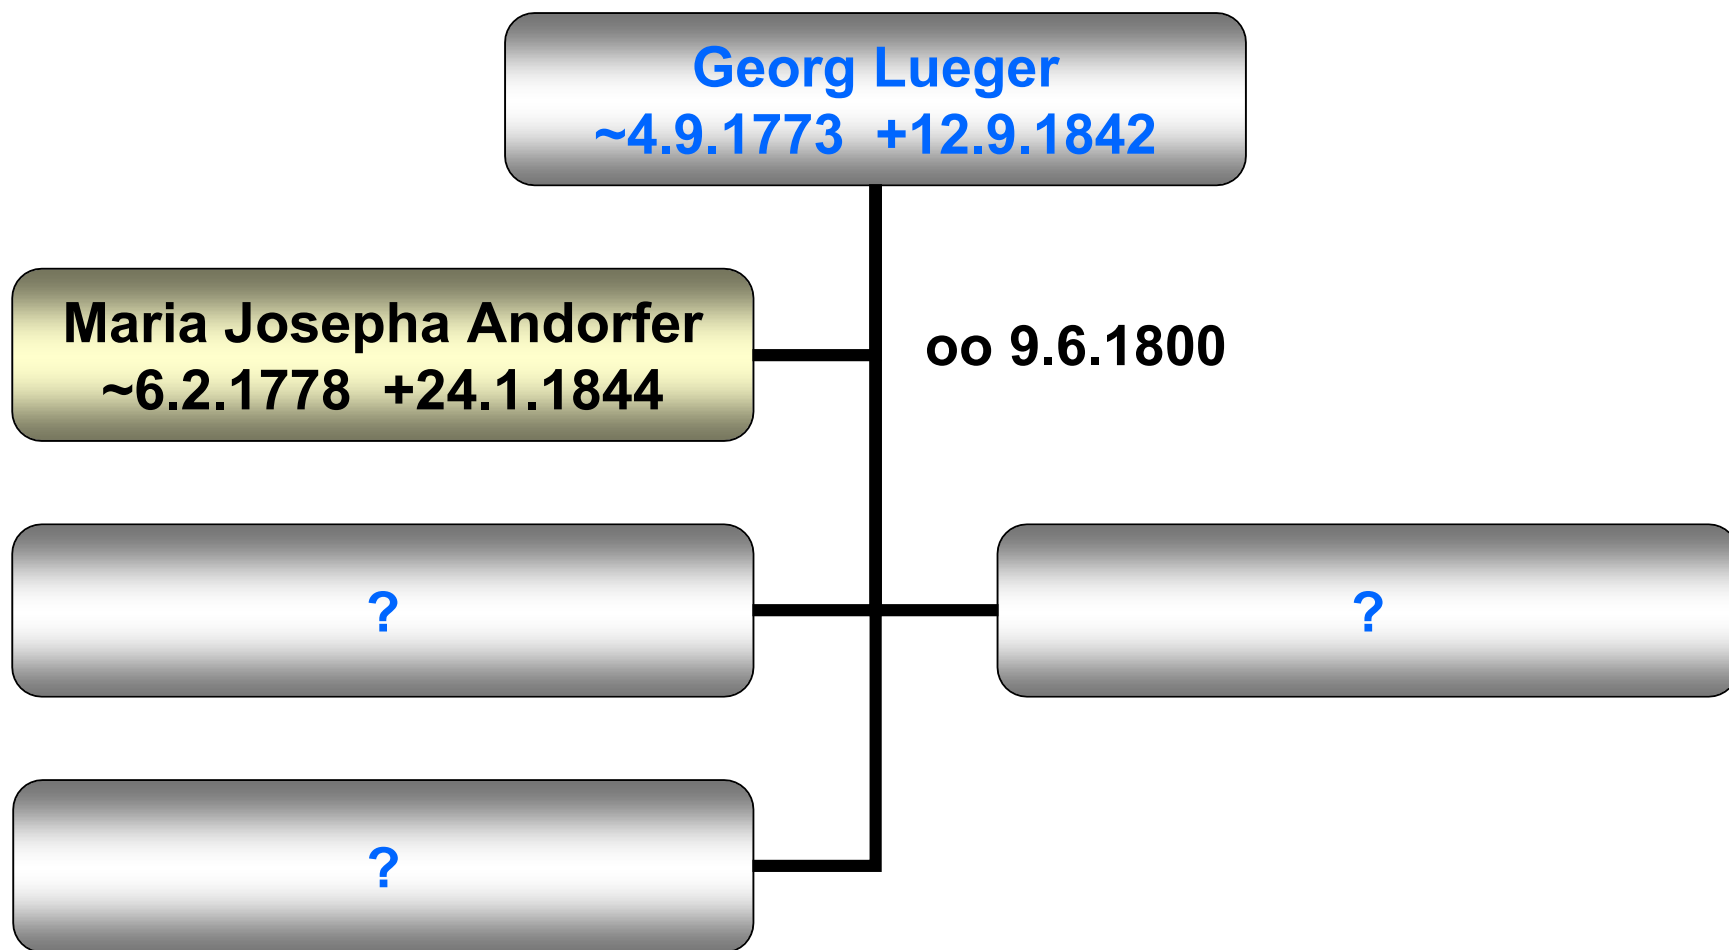 Georg Lueger
~4.9.1773  +12.9.1842
Maria Josepha Andorfer
~6.2.1778  +24.1.1844
oo 9.6.1800
?
?
?